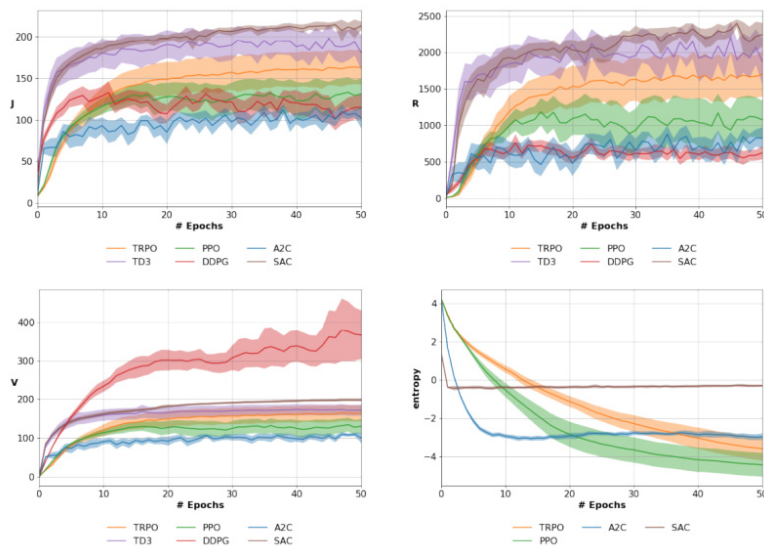 200
150
J
100
50
0
0 10 20 30 40 50
# Epochs
TRPO PPO A2C
TD3 DDPG SAC
2500
2000
1500
R
1000
500
0
0 10 20 30 40 50
# Epochs
TRPO PPO A2C
TD3 DDPG SAC
400
300
V
200
100
0
0 10 20 30 40 50
# Epochs
TRPO PPO A2C
TD3 DDPG SAC
4
2
entropy
0
−2
−4
0 10 20 30 40 50
# Epochs
TRPO A2C SAC
PPO